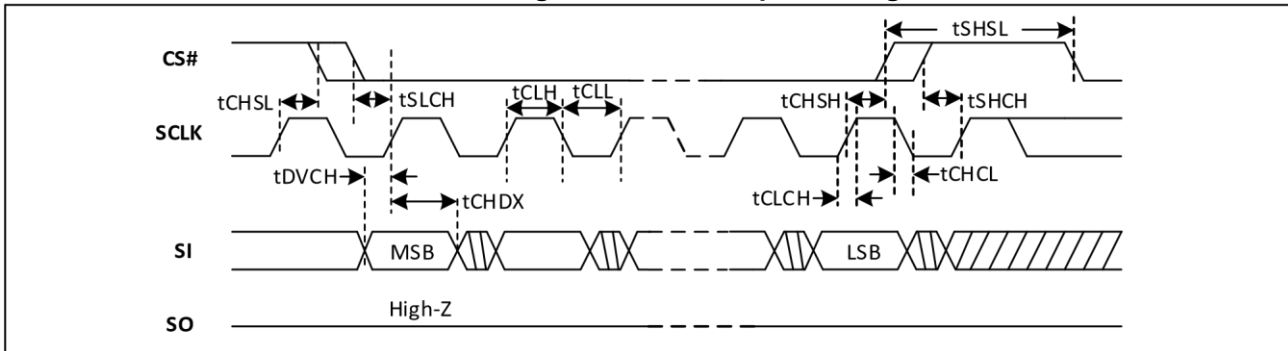 tSHSL
CS#
tCHSL
tSLCH
tCLH
tCLL
tCHSH
tSHCH
SCLK
tDVCH
tCHDX
tCLCH
tCHCL
SI
MSB
LSB
High-Z
SO